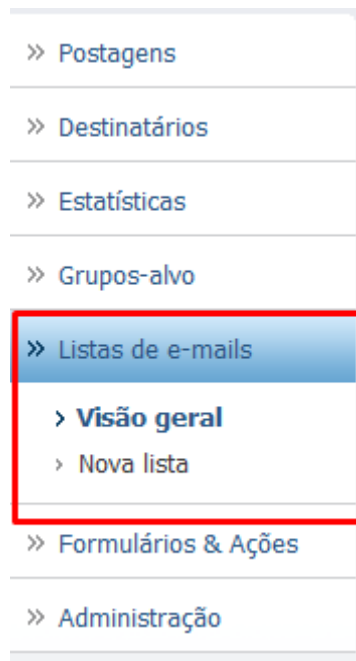 » Postagens
» Destinatários
» Estatísticas
» Grupos-alvo
» Listas de e-mails
› Visão geral
› Nova lista
» Formulários & Ações
» Administração